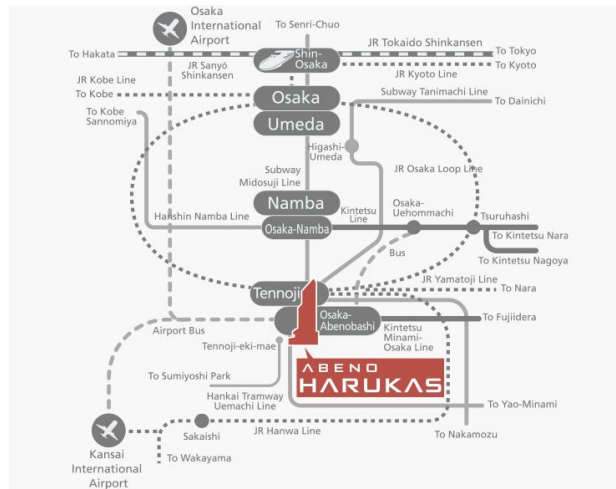 Osaka
International
Airport
To Senri-Chuo
To Hakata
JR Sanyō
Shinkansen
Shin-
Osaka
JR Tokaido Shinkansen
To Tokyo
To Kyoto
JR Kyoto Line
JR Kobe Line
To Kobe
Osaka
Subway Tanimachi Line
To Dainichi
To Kobe
Sannomiya
Umeda
Higashi-
Umeda
Subway
Midosuji Line
JR Osaka Loop Line
Namba
Hanshin Namba Line
Osaka-Namba
Kintetsu
Line
Osaka-
Uehommachi
Tsuruhashi
To Kintetsu Nara
To Kintetsu Nagoya
Bus
Tennoji
JR Yamatoji Line
To Nara
Airport Bus
Osaka-
Abenobashi
Kintetsu
Minami-
Osaka Line
To Fujiidera
Tennoji-eki-mae
ABENO
HARUKAS
To Sumiyoshi Park
Hankai Tramway
Uemachi Line
To Yao-Minami
To Nakamozu
Kansai
International
Airport
Sakaishi
JR Hanwa Line
To Wakayama